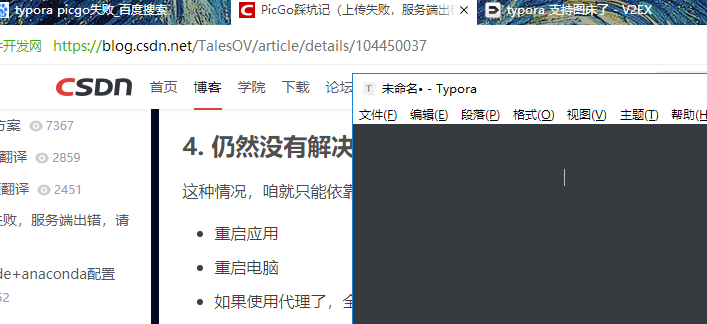 typora picgo失败_百度搜索
PicGo踩坑记（上传失败，服务端出错
typora 支持图床了 - V2EX
开发网
https://blog.csdn.net/TalesOV/article/details/104450037
CSDN
首页 博客 学院 下载 论坛
方案 7367
翻译 2859
翻译 2451
失败，服务端出错，请
de+anaconda配置
52
4. 仍然没有解决
这种情况，咱就只能依靠
重启应用
重启电脑
如果使用代理了，全
未命名• - Typora
文件(F) 编辑(E) 段落(P) 格式(O) 视图(V) 主题(T) 帮助(H